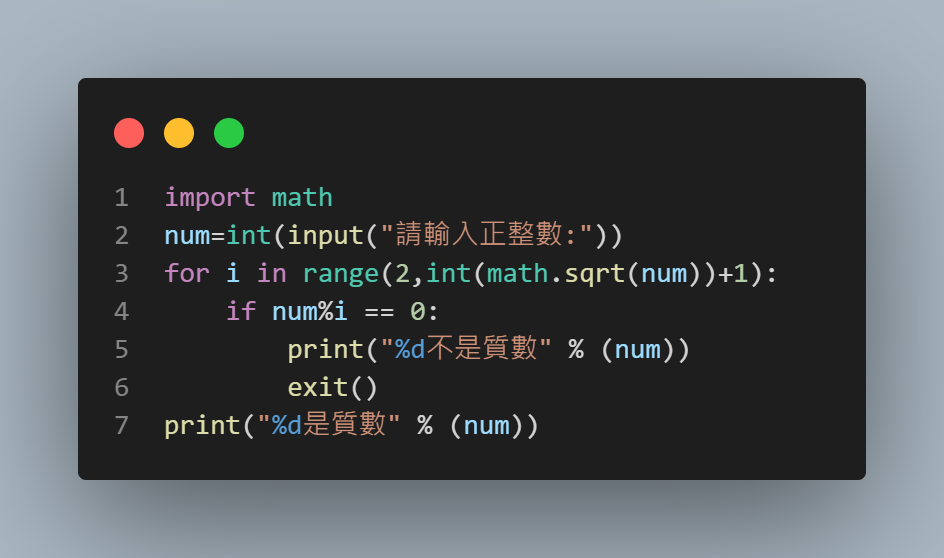 1 import math
2 num=int(input("請輸入正整數:"))
3 for i in range(2,int(math.sqrt(num))+1):
4     if num%i == 0:
5         print("%d不是質數" % (num))
6         exit()
7 print("%d是質數" % (num))